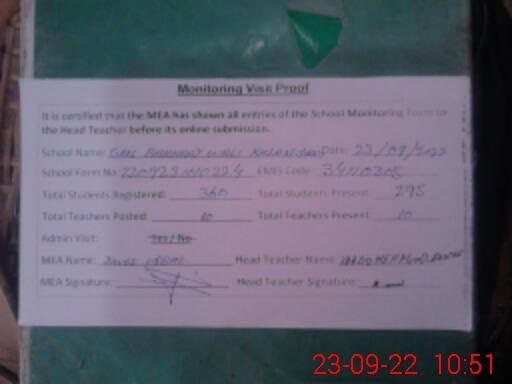 Monitoring Visit Proof
It is certified that the MEA has shown all entries of the School Monitoring Form to
the Head Teacher before its online submission.
School Name: GHS Date: 23/09/2022
School Form No. EMIS Code:
Total Students Registered: 360 Total Students Present: 295
Total Teachers Posted: 10 Total Teachers Present: 10
Admin Visit: Yes / No
MEA Name: Head Teacher Name:
MEA Signature: Head Teacher Signature:
23-09-22 10:51